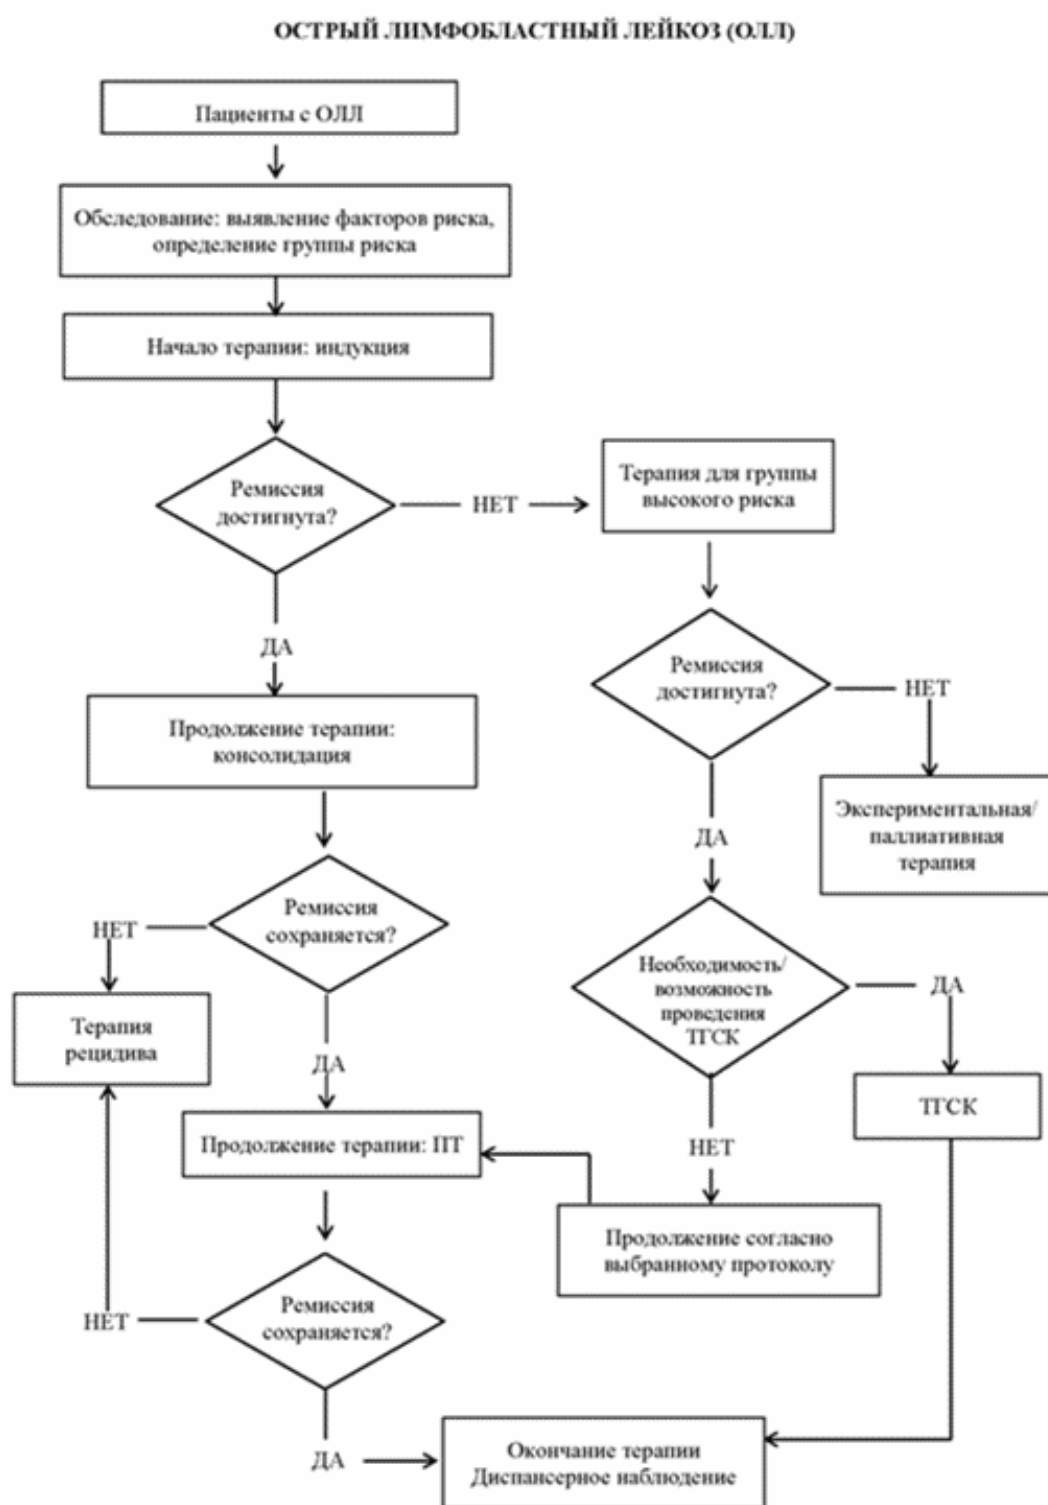 ОСТРЫЙ ЛИМФОБЛАСТНЫЙ ЛЕЙКОЗ (ОЛЛ)
Пациенты с ОЛЛ
Обследование: выявление факторов риска,
определение группы риска
Начало терапии: индукция
Ремиссия
достигнута?
НЕТ
Терапия для группы
высокого риска
ДА
Ремиссия
достигнута?
НЕТ
Продолжение терапии:
консолидация
Экспериментальная/
паллиативная
терапия
ДА
Ремиссия
сохраняется?
НЕТ
Необходимость/
возможность
проведения
ТГСК
ДА
Терапия
рецидива
ДА
ТГСК
Продолжение терапии: ПТ
НЕТ
Продолжение согласно
выбранному протоколу
Ремиссия
сохраняется?
НЕТ
ДА
Окончание терапии
Диспансерное наблюдение